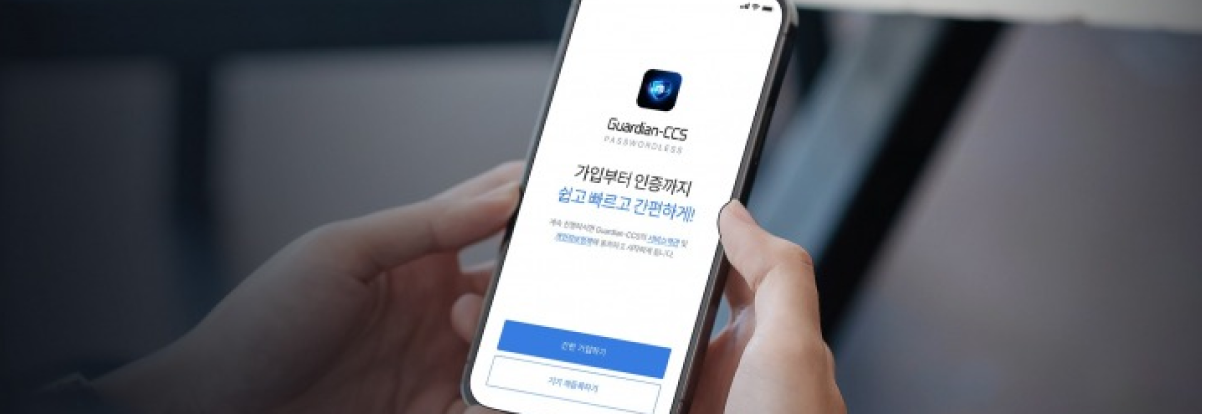 Guardian-CCS
PASSWORDLESS
가입부터 인증까지
쉽고 빠르고 간편하게!
계속 진행하시면 Guardian-CCS의 서비스약관 및
개인정보정책에 동의하고 시작하게 됩니다.
간편 가입하기
기기 재등록하기